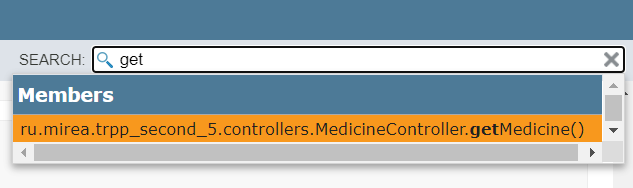 SEARCH: get
Members
ru.mirea.trpp_second_5.controllers.MedicineController.getMedicine()